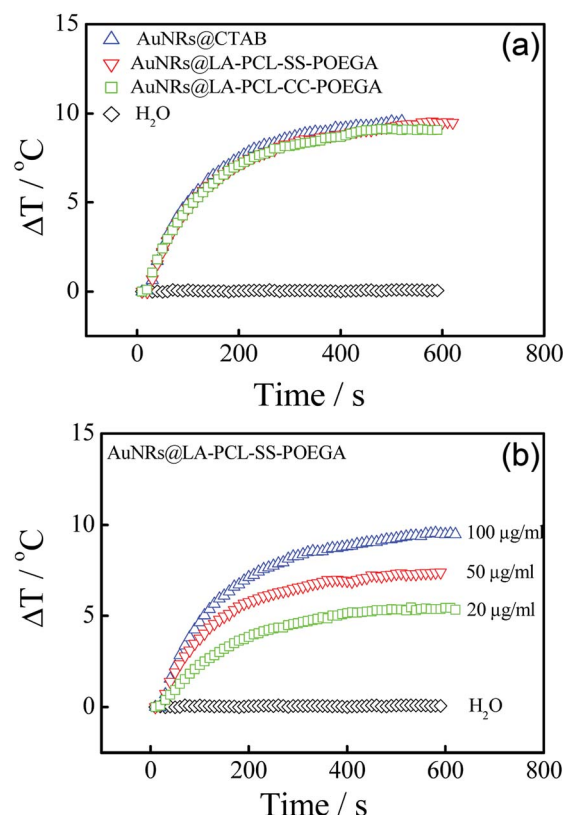 15
(a)
AuNRs@CTAB
AuNRs@LA-PCL-SS-POEGA
AuNRs@LA-PCL-CC-POEGA
H₂O
10
5
0
ΔT / °C
0 200 400 600 800
Time / s
15
(b)
AuNRs@LA-PCL-SS-POEGA
10
100 μg/ml
50 μg/ml
5
20 μg/ml
H₂O
0
ΔT / °C
0 200 400 600 800
Time / s